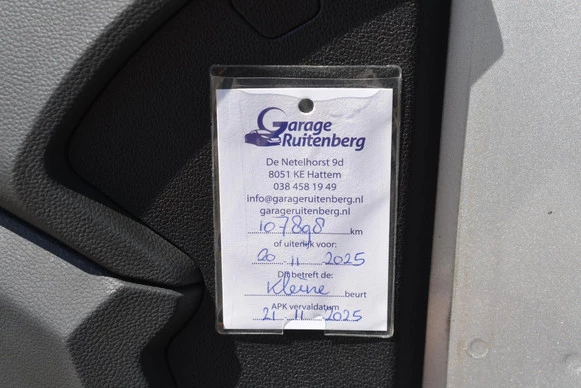 Garage
Ruitenberg
De Netelhorst 9d
8051 KE Hattem
038 458 19 49
info@garageruitenberg.nl
garageruitenberg.nl
107898 km
of uiterlijk voor:
20 - 11 - 2025
Dit betreft de:
Kleine beurt
APK vervaldatum
21 - 11 - 2025